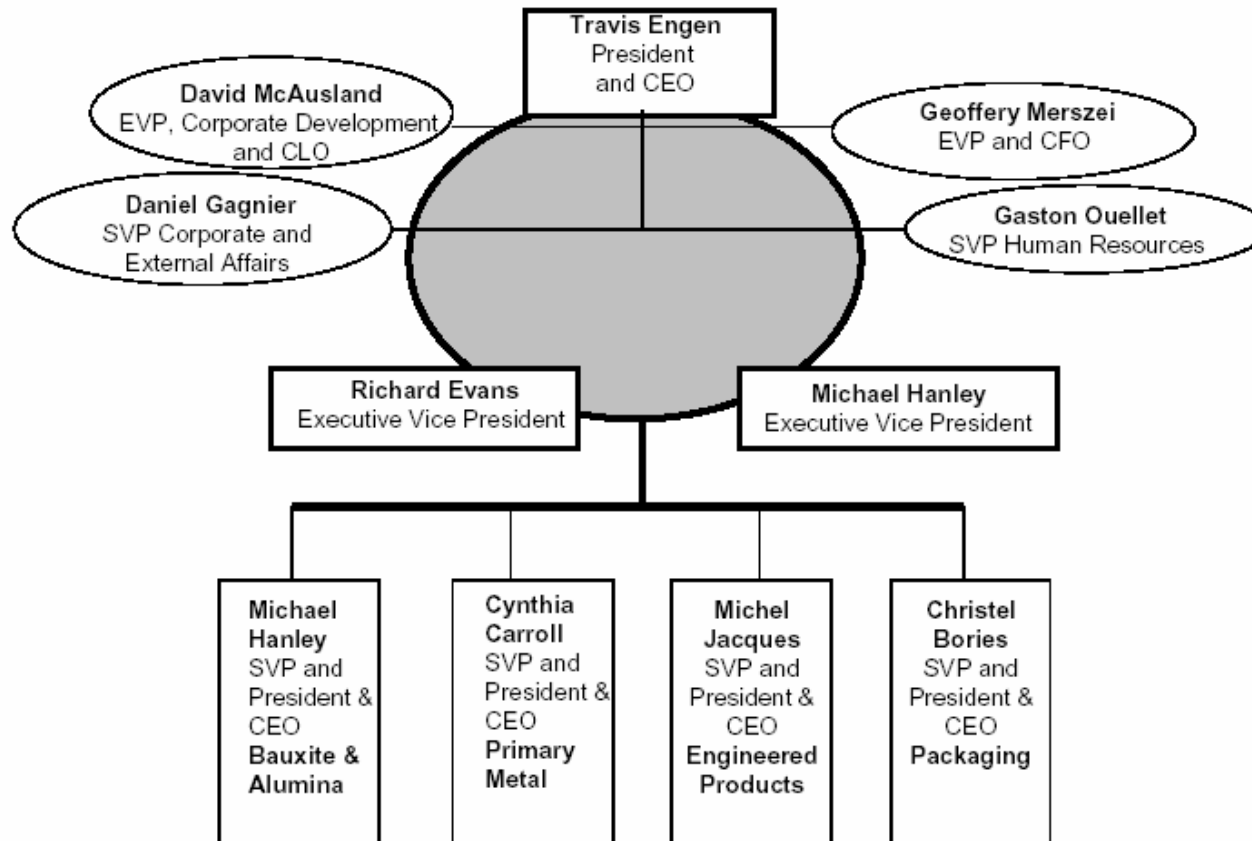 Travis Engen
President
and CEO
David McAusland
EVP, Corporate Development
and CLO
Geoffery Merszei
EVP and CFO
Daniel Gagnier
SVP Corporate and
External Affairs
Gaston Ouellet
SVP Human Resources
Richard Evans
Executive Vice President
Michael Hanley
Executive Vice President
Michael
Hanley
SVP and
President &
CEO
Bauxite &
Alumina
Cynthia
Carroll
SVP and
President &
CEO
Primary
Metal
Michel
Jacques
SVP and
President &
CEO
Engineered
Products
Christel
Bories
SVP and
President &
CEO
Packaging